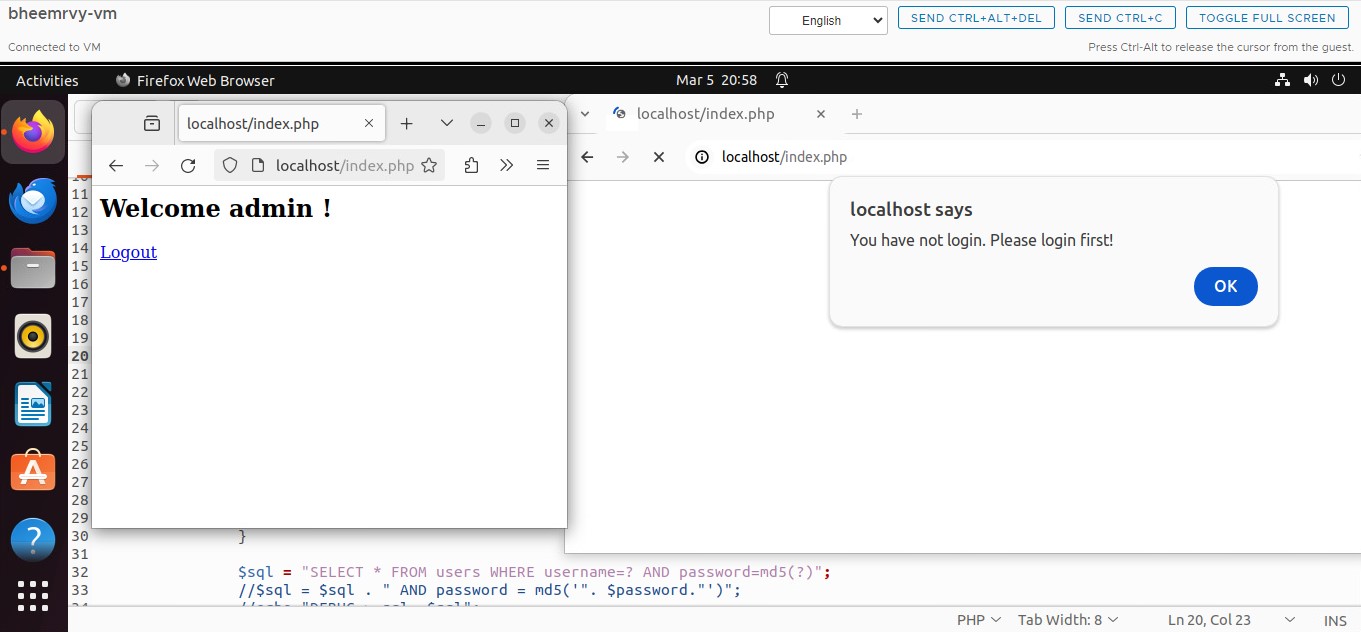 bheemrvy-vm
English
SEND CTRL+ALT+DEL
SEND CTRL+C
TOGGLE FULL SCREEN
Connected to VM
Press Ctrl-Alt to release the cursor from the guest.
Activities
Firefox Web Browser
Mar 5 20:58
localhost/index.php
localhost/index.php
localhost/index.php
localhost/index.php
Welcome admin !
Logout
localhost says
You have not login. Please login first!
OK
11
12
13
14
15
16
17
18
19
20
21
22
23
24
25
26
27
28
29
30 }
31
32 $sql = "SELECT * FROM users WHERE username=? AND password=md5(?)";
33 //$sql = $sql . " AND password = md5('". $password."')";
PHP
Tab Width: 8
Ln 20, Col 23
INS